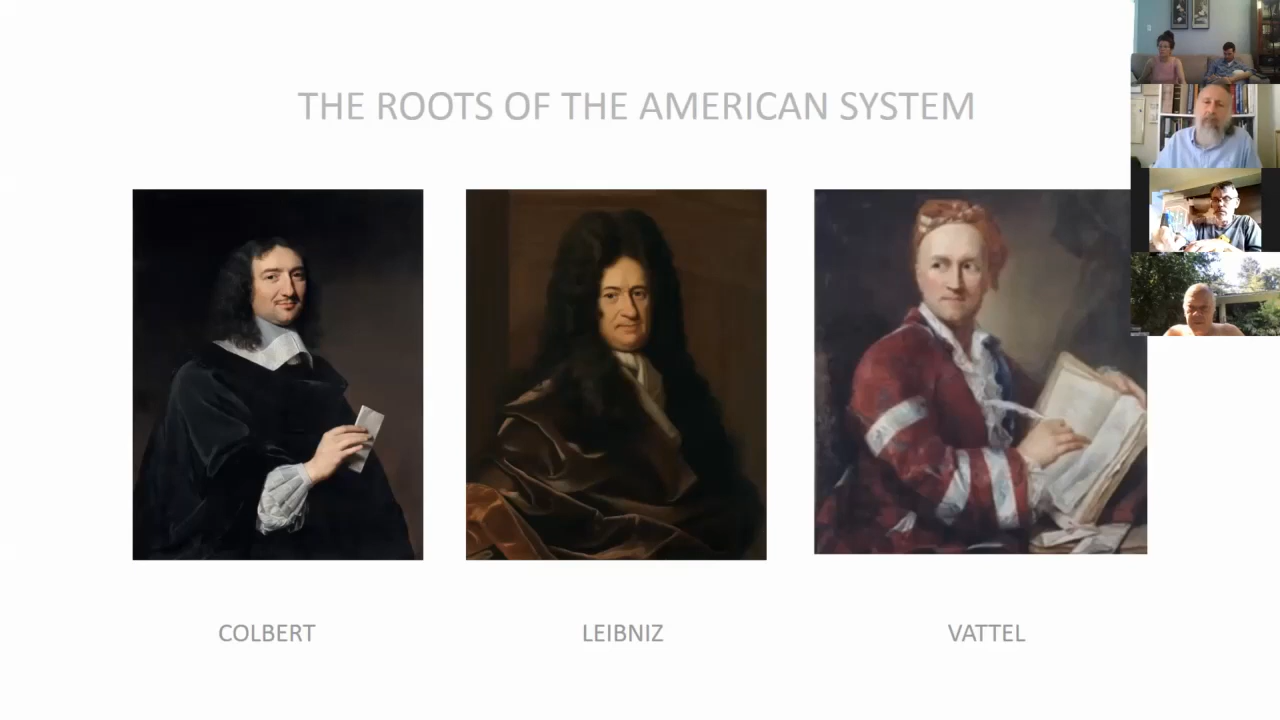 THE ROOTS OF THE AMERICAN SYSTEM
COLBERT
LEIBNIZ
VATTEL